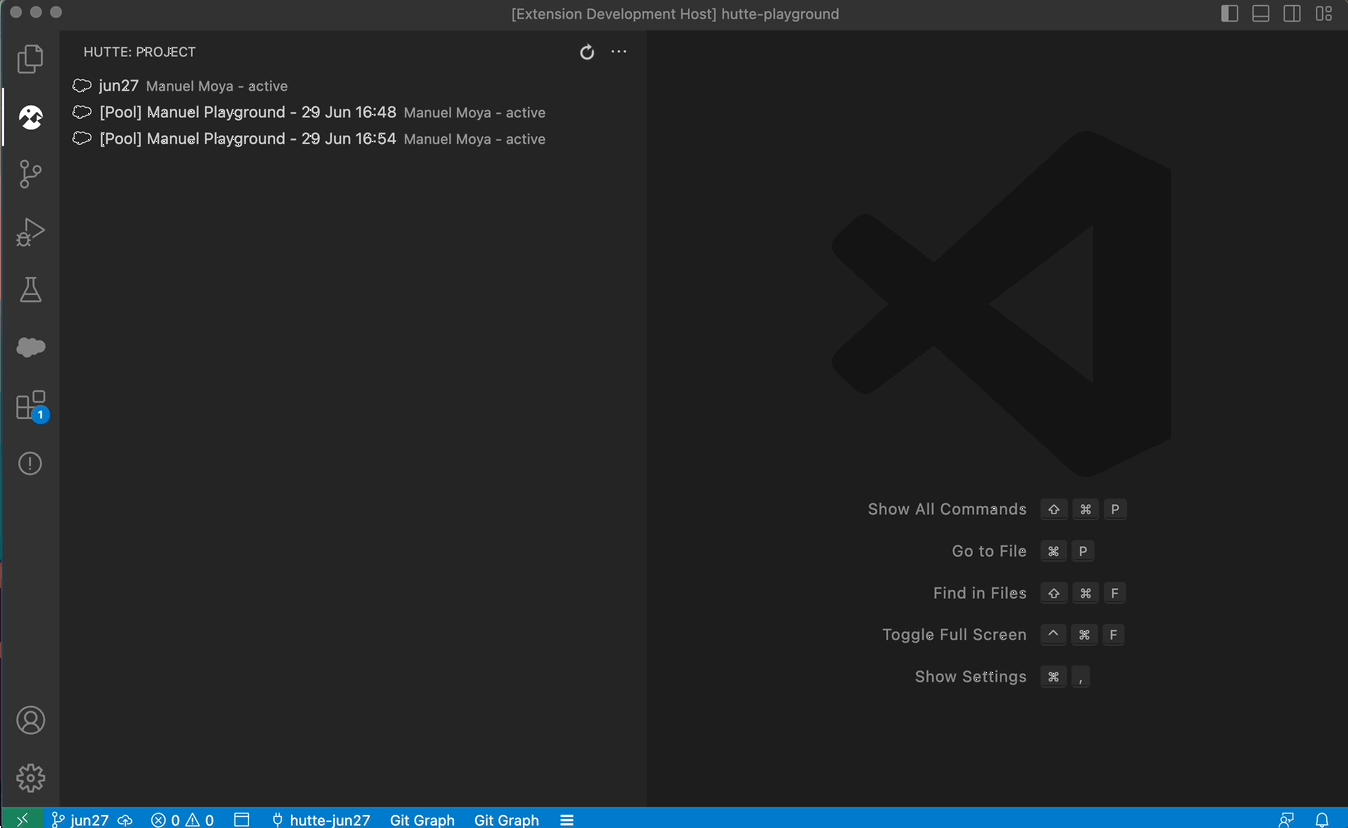 [Extension Development Host] hutte-playground
HUTTE: PROJECT
jun27 Manuel Moya - active
[Pool] Manuel Playground - 29 Jun 16:48 Manuel Moya - active
[Pool] Manuel Playground - 29 Jun 16:54 Manuel Moya - active
1
Show All Commands ⇧ ⌘ P
Go to File ⌘ P
Find in Files ⇧ ⌘ F
Toggle Full Screen ^ ⌘ F
Show Settings ⌘ ,
jun27 0 0 hutte-jun27 Git Graph Git Graph